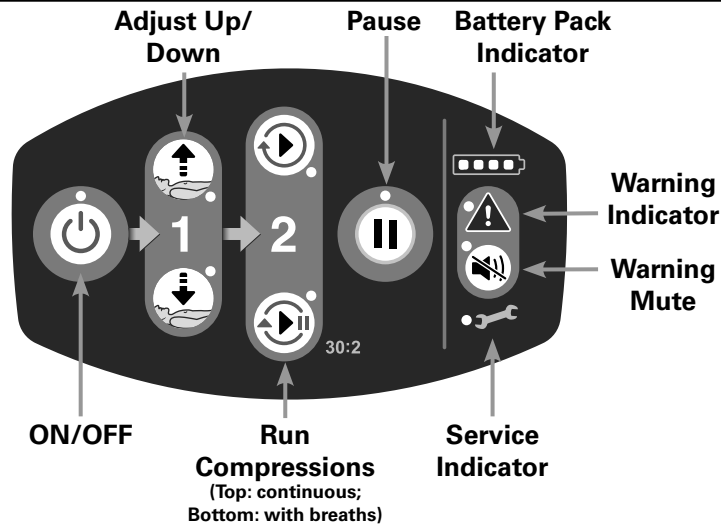 Adjust Up/
Down
Pause
Battery Pack
Indicator
1
2
30:2
Warning
Indicator
Warning
Mute
ON/OFF
Run
Compressions
(Top: continuous;
Bottom: with breaths)
Service
Indicator